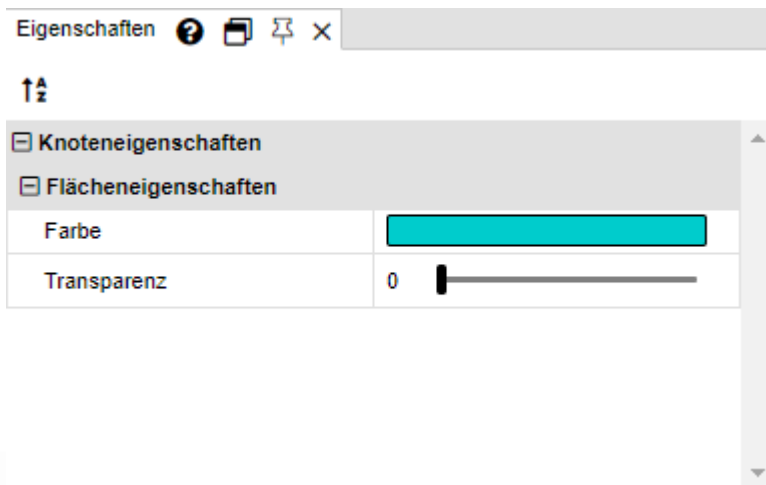 Eigenschaften
Knoteneigenschaften
Flächeneigenschaften
Farbe
Transparenz 0